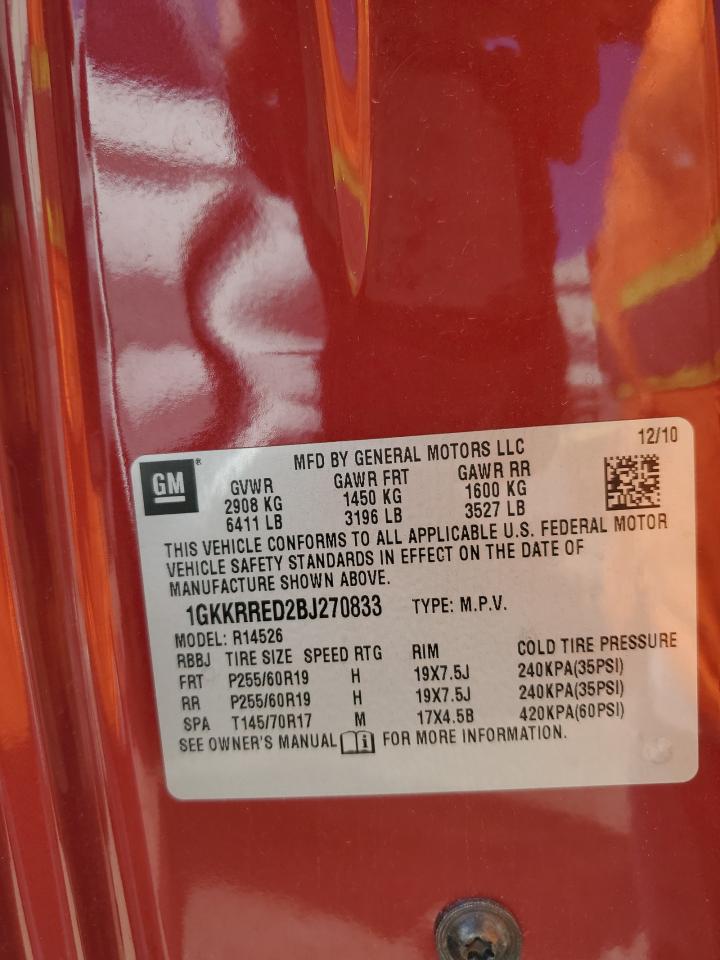 MFD BY GENERAL MOTORS LLC 12/10
GM®
GVWR GAWR FRT GAWR RR
2908 KG 1450 KG 1600 KG
6411 LB 3196 LB 3527 LB
THIS VEHICLE CONFORMS TO ALL APPLICABLE U.S. FEDERAL MOTOR
VEHICLE SAFETY STANDARDS IN EFFECT ON THE DATE OF
MANUFACTURE SHOWN ABOVE.
1GKKRRED2BJ270833 TYPE: M.P.V.
MODEL: R14526
RBBJ TIRE SIZE SPEED RTG RIM COLD TIRE PRESSURE
FRT P255/60R19 H 19X7.5J 240KPA(35PSI)
RR P255/60R19 H 19X7.5J 240KPA(35PSI)
SPA T145/70R17 M 17X4.5B 420KPA(60PSI)
SEE OWNER'S MANUAL i FOR MORE INFORMATION.